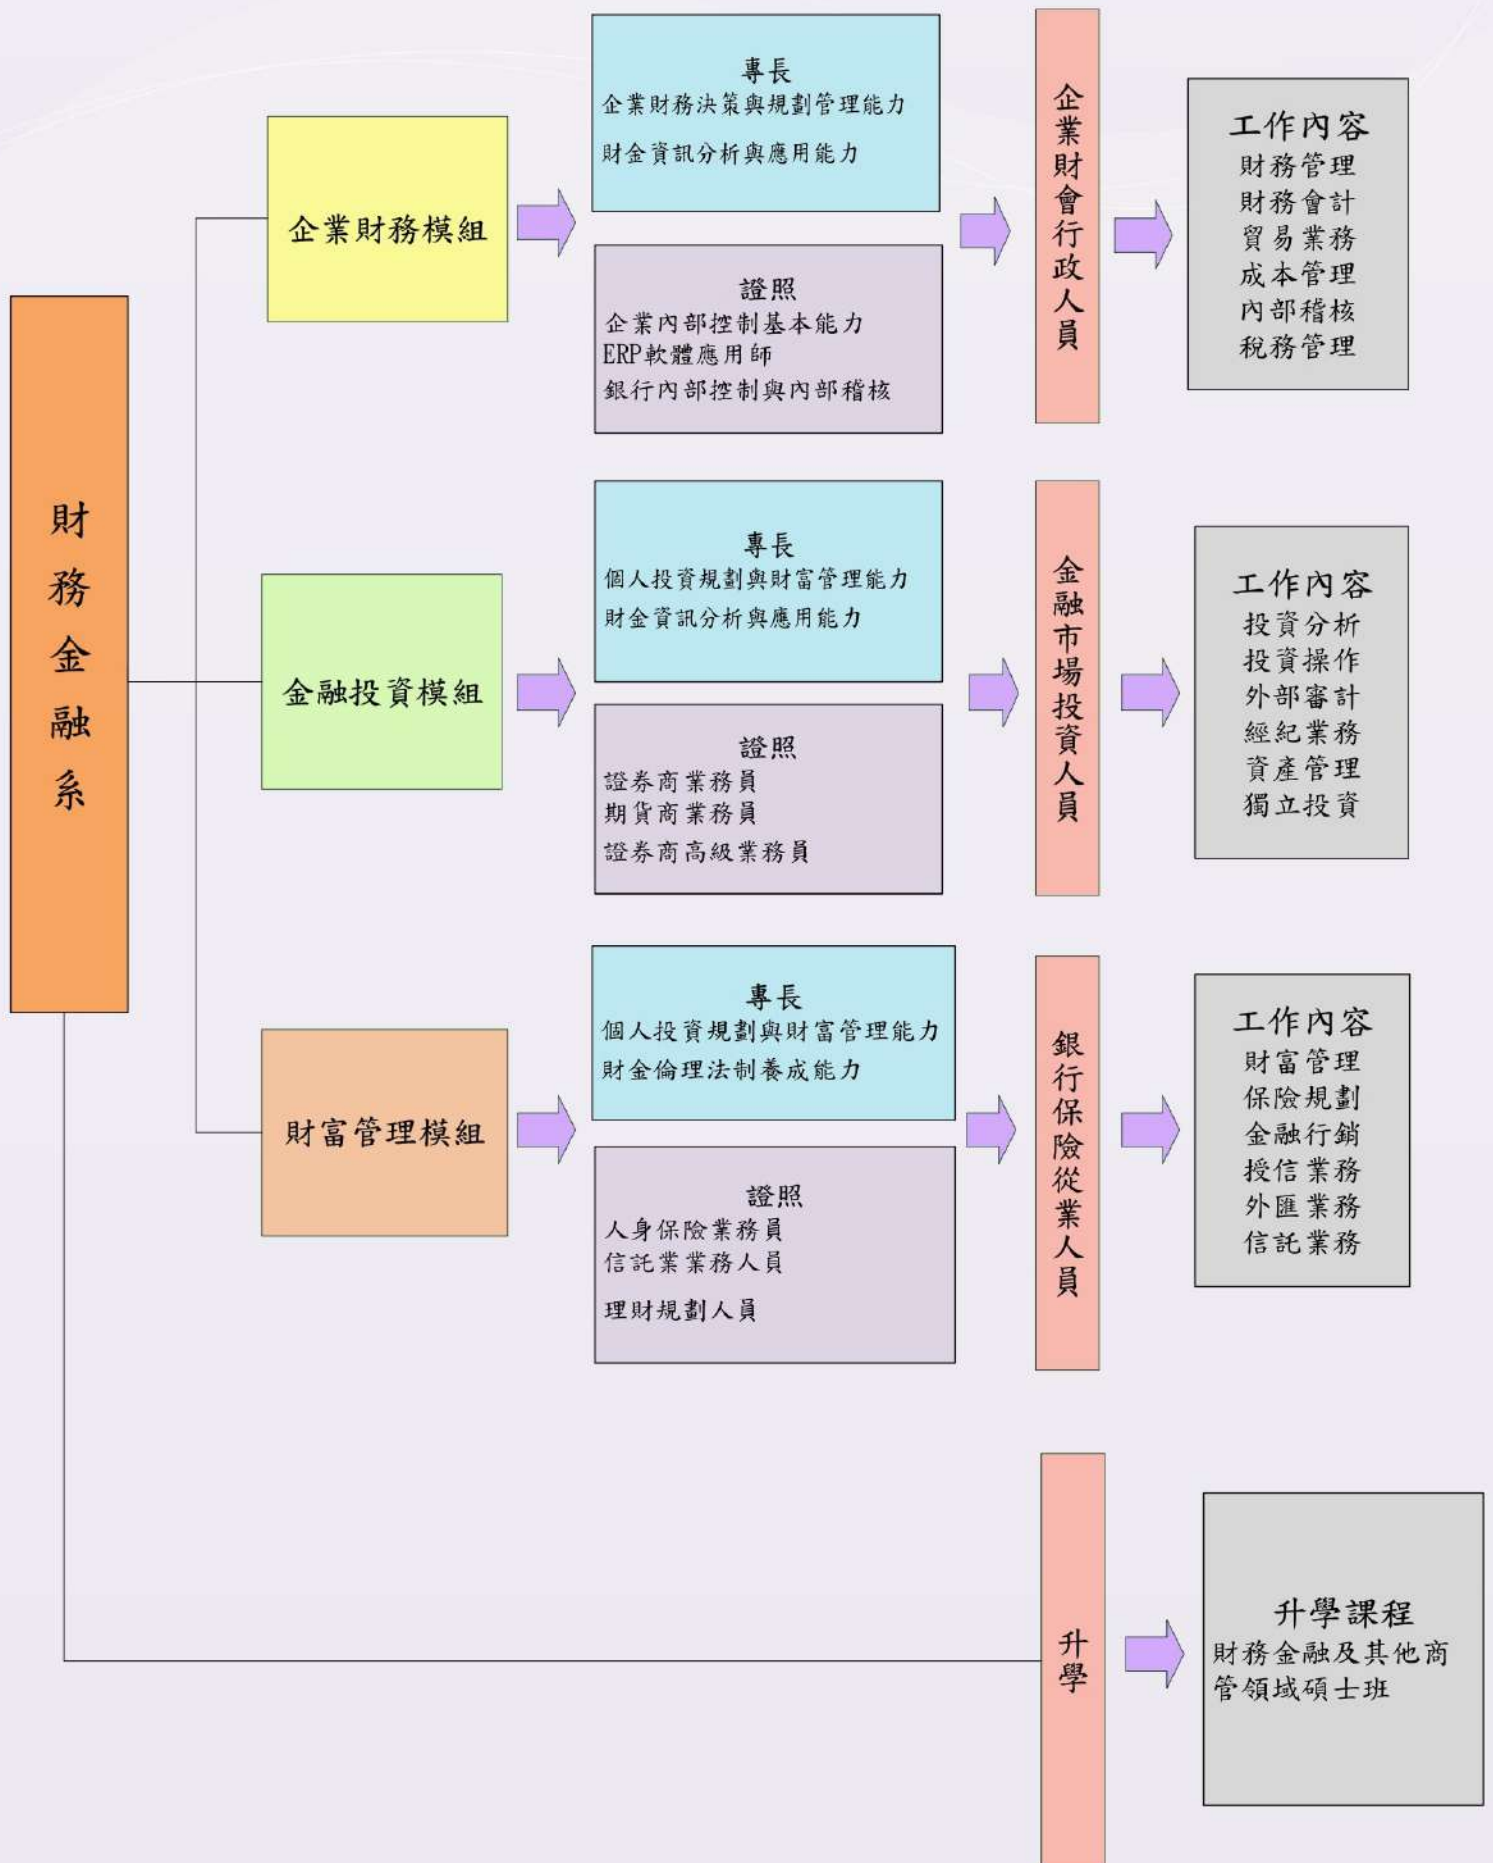 財務金融系
企業財務模組
專長
企業財務決策與規劃管理能力
財金資訊分析與應用能力
證照
企業內部控制基本能力
ERP軟體應用師
銀行內部控制與內部稽核
企業財會行政人員
工作內容
財務管理
財務會計
貿易業務
成本管理
內部稽核
稅務管理
金融投資模組
專長
個人投資規劃與財富管理能力
財金資訊分析與應用能力
證照
證券商業務員
期貨商業務員
證券商高級業務員
金融市場投資人員
工作內容
投資分析
投資操作
外部審計
經紀業務
資產管理
獨立投資
財富管理模組
專長
個人投資規劃與財富管理能力
財金倫理法制養成能力
證照
人身保險業務員
信託業業務人員
理財規劃人員
銀行保險從業人員
工作內容
財富管理
保險規劃
金融行銷
授信業務
外匯業務
信託業務
升學
升學課程
財務金融及其他商
管領域碩士班